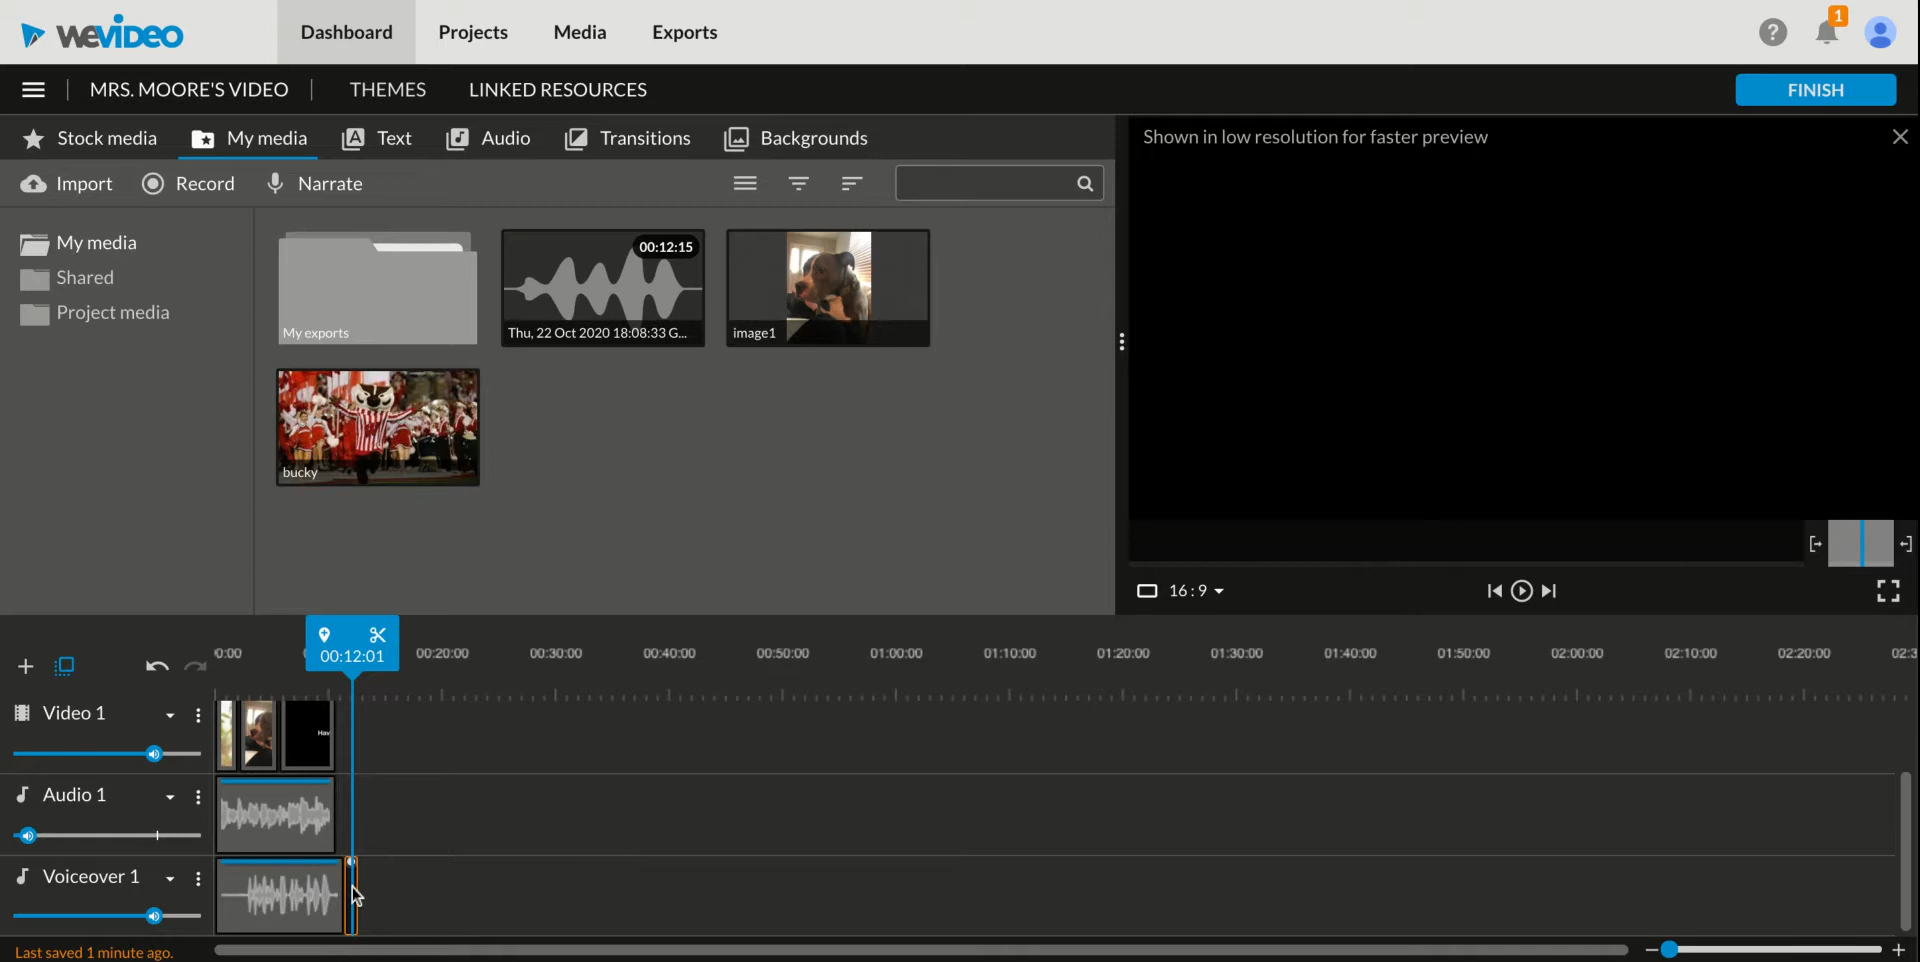 WEVIDEO
Dashboard
Projects
Media
Exports
?
1
MRS. MOORE'S VIDEO
THEMES
LINKED RESOURCES
FINISH
Stock media
My media
Text
Audio
Transitions
Backgrounds
Shown in low resolution for faster preview
Import
Record
Narrate
My media
Shared
Project media
My exports
00:12:15
Thu, 22 Oct 2020 18:08:33 G...
image1
bucky
16 : 9
00:12:01
0:00
00:20:00
00:30:00
00:40:00
00:50:00
01:00:00
01:10:00
01:20:00
01:30:00
01:40:00
01:50:00
02:00:00
02:10:00
02:20:00
02:3
Video 1
Hav
Audio 1
Voiceover 1
Last saved 1 minute ago.